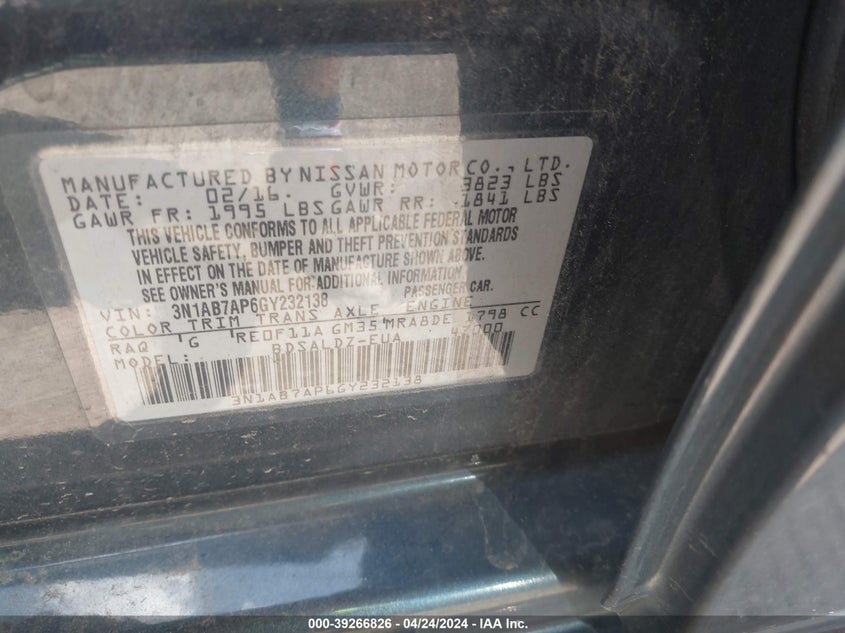 MANUFACTURED BY NISSAN MOTOR CO., LTD.
DATE: 02/16. GVWR: 3823 LBS
GAWR FR: 1995 LBS GAWR RR: 1841 LBS
THIS VEHICLE CONFORMS TO ALL APPLICABLE FEDERAL MOTOR
VEHICLE SAFETY, BUMPER AND THEFT PREVENTION STANDARDS
IN EFFECT ON THE DATE OF MANUFACTURE SHOWN ABOVE.
SEE OWNER'S MANUAL FOR ADDITIONAL INFORMATION
VIN: 3N1AB7AP6GY232138 PASSENGER CAR.
COLOR TRIM TRANS AXLE ENGINE
RAQ G RE0F11A GM35 MRA8DE 1798 CC
MODEL: BDSALDZ-EUA 47000
3N1AB7AP6GY232138
000-39266826 - 04/24/2024 - IAA Inc.